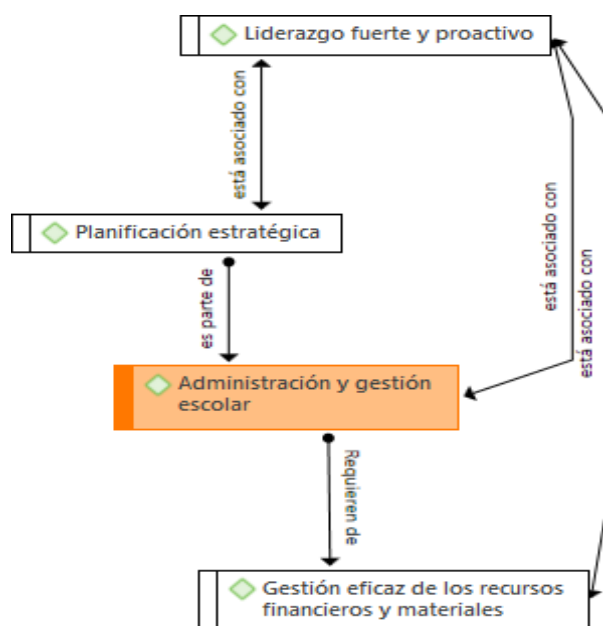 Liderazgo fuerte y proactivo
está asociado con
Planificación estratégica
está asociado con
está asociado con
es parte de
Administración y gestión
escolar
Requieren de
Gestión eficaz de los recursos
financieros y materiales